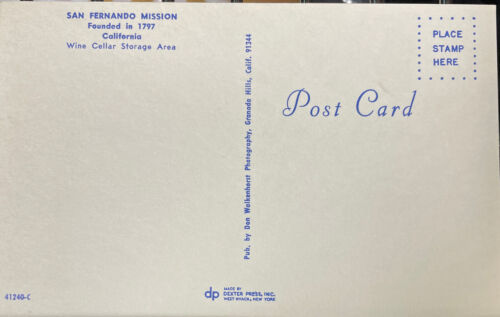 SAN FERNANDO MISSION
Founded in 1797
California
Wine Cellar Storage Area
Pub. by Don Walkenhorst Photography, Granada Hills, Calif. 91344
PLACE
STAMP
HERE
Post Card
41240-C
dp
MADE BY
DEXTER PRESS, INC.
WEST NYACK, NEW YORK